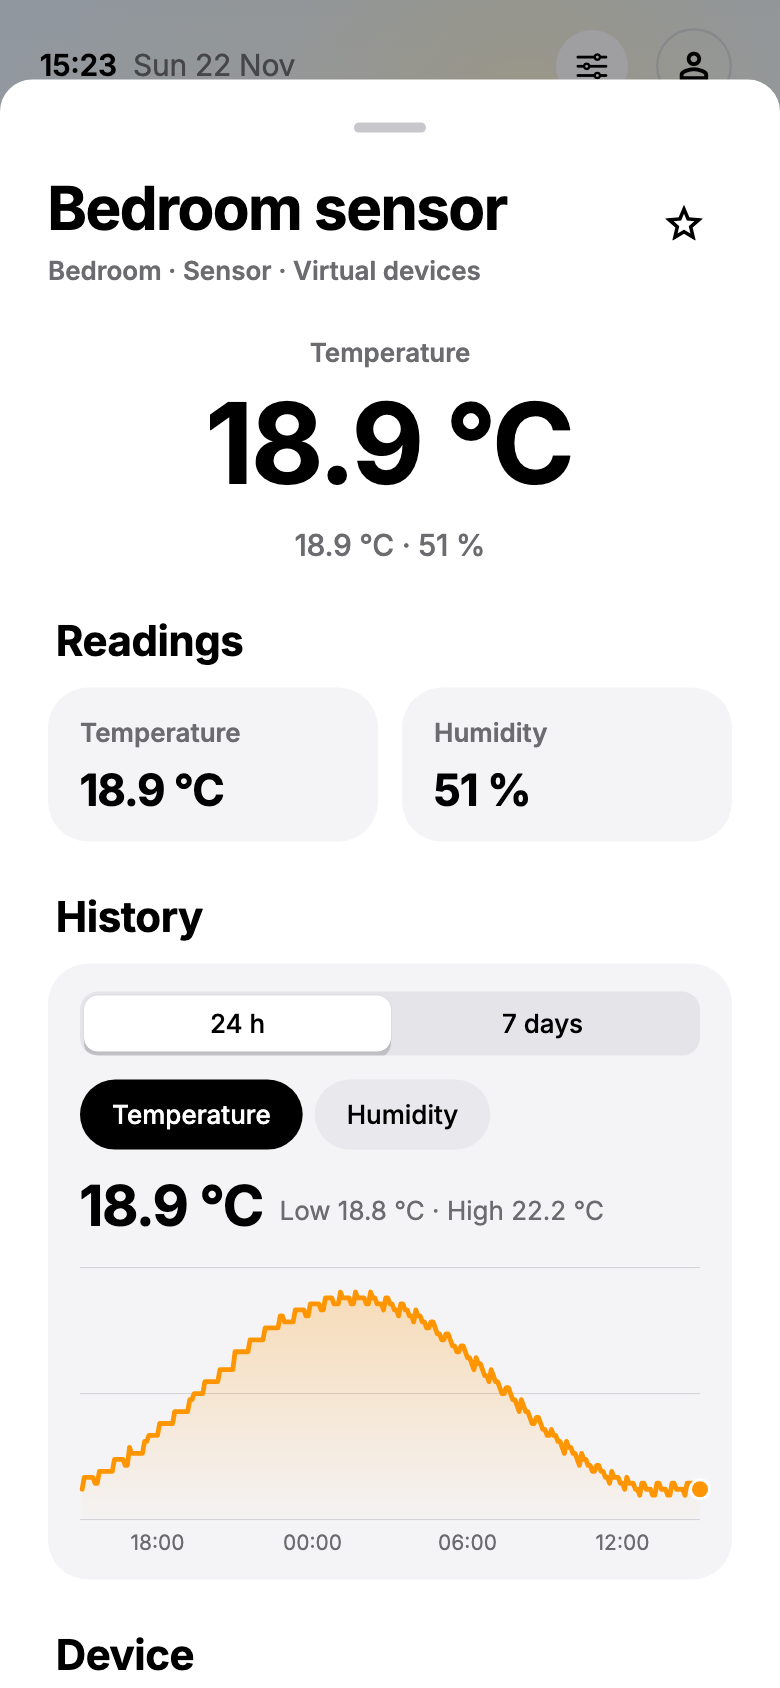 15:23 Sun 22 Nov
Bedroom sensor
Bedroom · Sensor · Virtual devices
Temperature
18.9 °C
18.9 °C · 51 %
Readings
Temperature
18.9 °C
Humidity
51 %
History
24 h
7 days
Temperature
Humidity
18.9 °C Low 18.8 °C · High 22.2 °C
18:00 00:00 06:00 12:00
Device